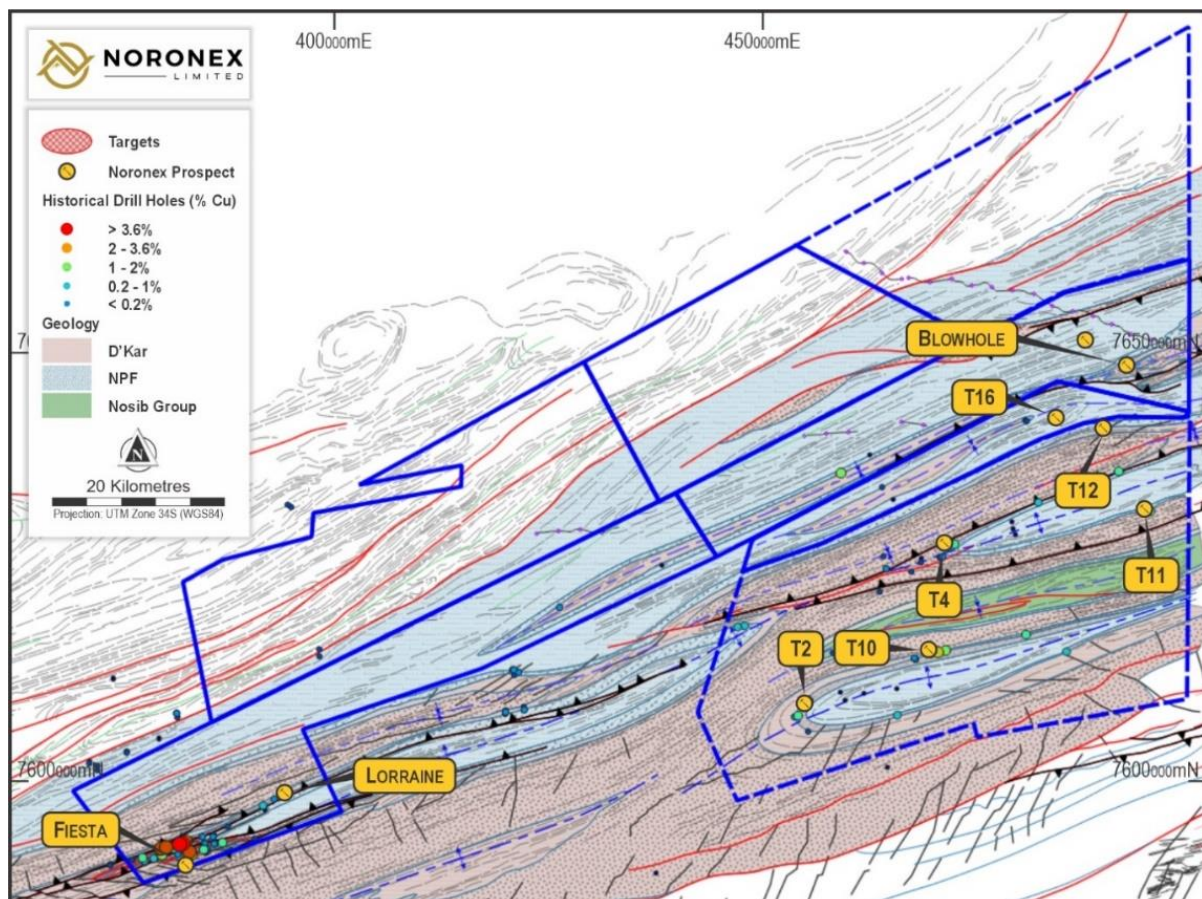 400000mE
450000mE
NORONEX
LIMITED
Targets
Noronex Prospect
Historical Drill Holes (% Cu)
> 3.6%
2 - 3.6%
1 - 2%
0.2 - 1%
< 0.2%
Geology
D'Kar
NPF
Nosib Group
N
20 Kilometres
Projection: UTM Zone 34S (WGS84)
BLOWHOLE
7650000mN
T16
T12
T11
T4
T10
T2
7600000mN
7600000mN
LORRAINE
FIESTA